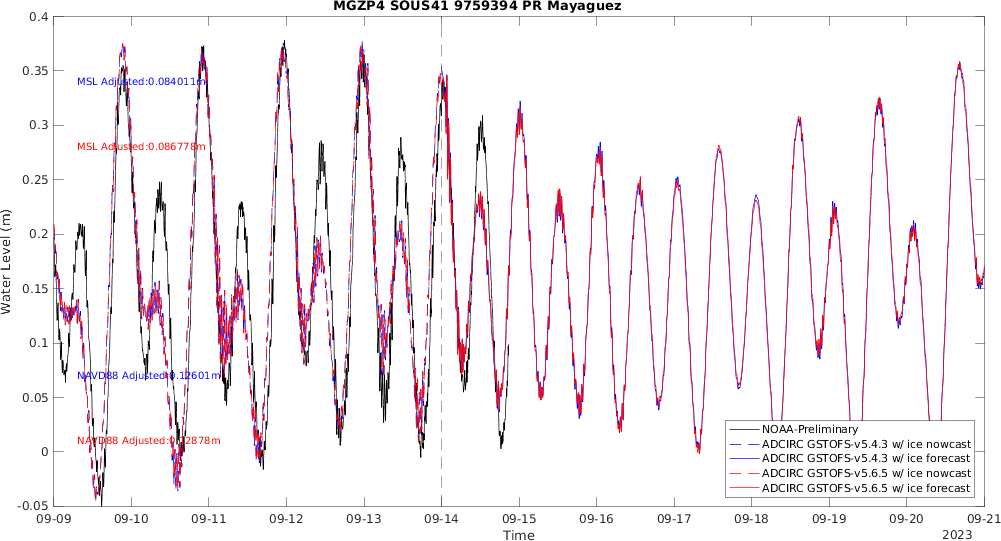 MGZP4 SOUS41 9759394 PR Mayaguez
Water Level (m)
0.4
0.35
0.3
0.25
0.2
0.15
0.1
0.05
0
-0.05
MSL Adjusted:0.084011m
MSL Adjusted:0.086778m
NAVD88 Adjusted:0.12601m
NAVD88 Adjusted:0.12878m
NOAA-Preliminary
ADCIRC GSTOFS-v5.4.3 w/ ice nowcast
ADCIRC GSTOFS-v5.4.3 w/ ice forecast
ADCIRC GSTOFS-v5.6.5 w/ ice nowcast
ADCIRC GSTOFS-v5.6.5 w/ ice forecast
09-09 09-10 09-11 09-12 09-13 09-14 09-15 09-16 09-17 09-18 09-19 09-20 09-21
Time
2023